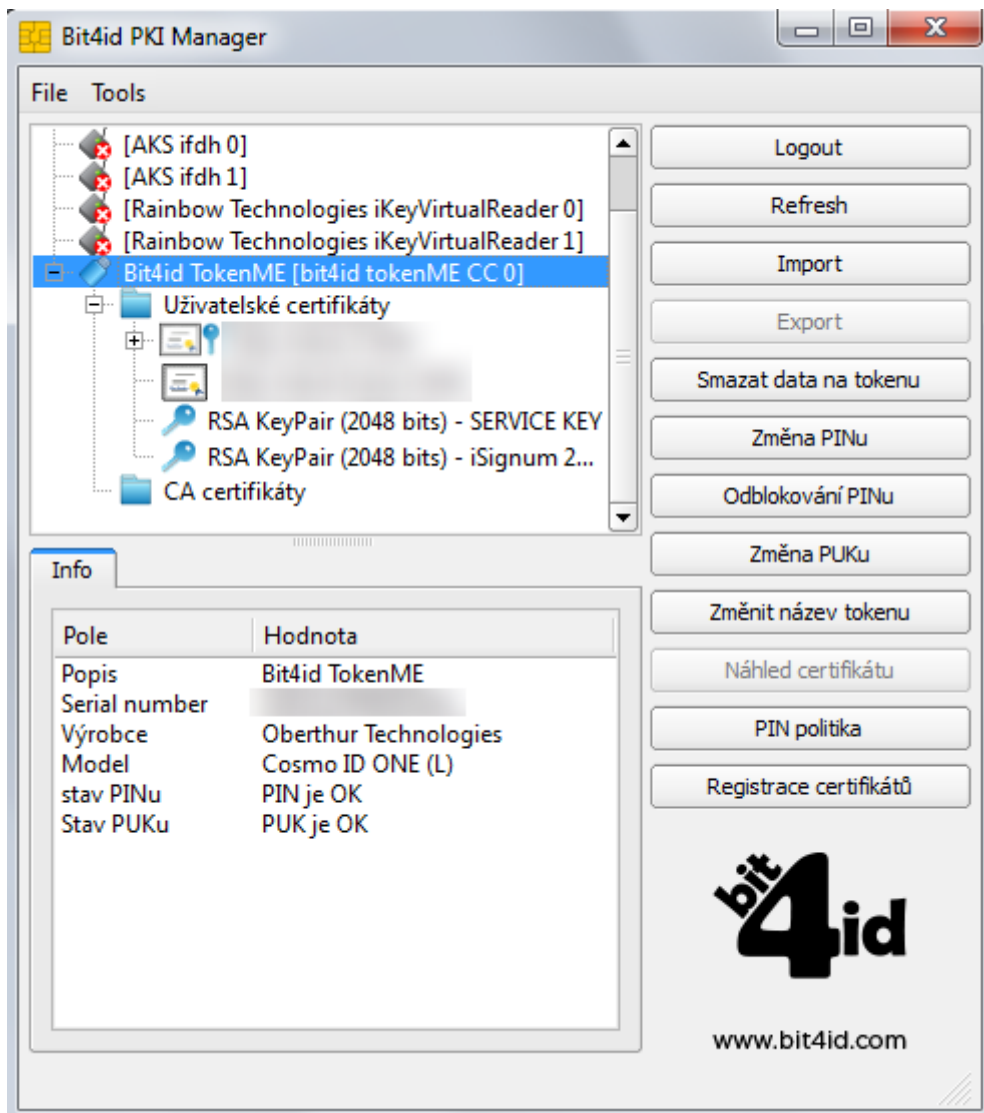 Bit4id PKI Manager
File Tools
[AKS ifdh 0]
[AKS ifdh 1]
[Rainbow Technologies iKeyVirtualReader 0]
[Rainbow Technologies iKeyVirtualReader 1]
Bit4id TokenME [bit4id tokenME CC 0]
Uživatelské certifikáty
RSA KeyPair (2048 bits) - SERVICE KEY
RSA KeyPair (2048 bits) - iSignum 2...
CA certifikáty
Logout
Refresh
Import
Export
Smazat data na tokenu
Změna PINu
Odblokování PINu
Změna PUKu
Změnit název tokenu
Náhled certifikátu
PIN politika
Registrace certifikátů
Info
Pole Hodnota
Popis Bit4id TokenME
Serial number
Výrobce Oberthur Technologies
Model Cosmo ID ONE (L)
stav PINu PIN je OK
Stav PUKu PUK je OK
bit4id
www.bit4id.com